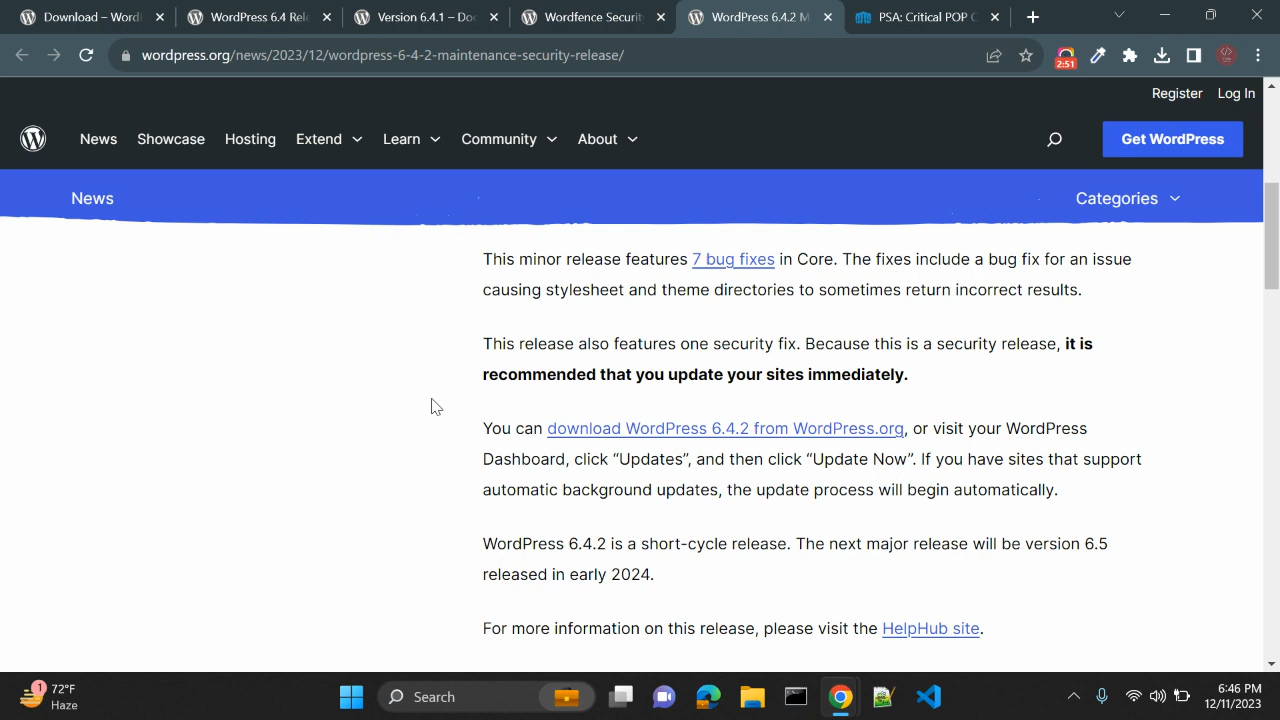 Download – Word
WordPress 6.4 Rele
Version 6.4.1 – Doc
Wordfence Security
WordPress 6.4.2 M
PSA: Critical POP C
wordpress.org/news/2023/12/wordpress-6-4-2-maintenance-security-release/
2:51
Register Log In
News Showcase Hosting Extend Learn Community About Get WordPress
News Categories
This minor release features 7 bug fixes in Core. The fixes include a bug fix for an issue
causing stylesheet and theme directories to sometimes return incorrect results.
This release also features one security fix. Because this is a security release, it is
recommended that you update your sites immediately.
You can download WordPress 6.4.2 from WordPress.org, or visit your WordPress
Dashboard, click “Updates”, and then click “Update Now”. If you have sites that support
automatic background updates, the update process will begin automatically.
WordPress 6.4.2 is a short-cycle release. The next major release will be version 6.5
released in early 2024.
For more information on this release, please visit the HelpHub site.
1
72°F
Haze
Search
6:46 PM
12/11/2023